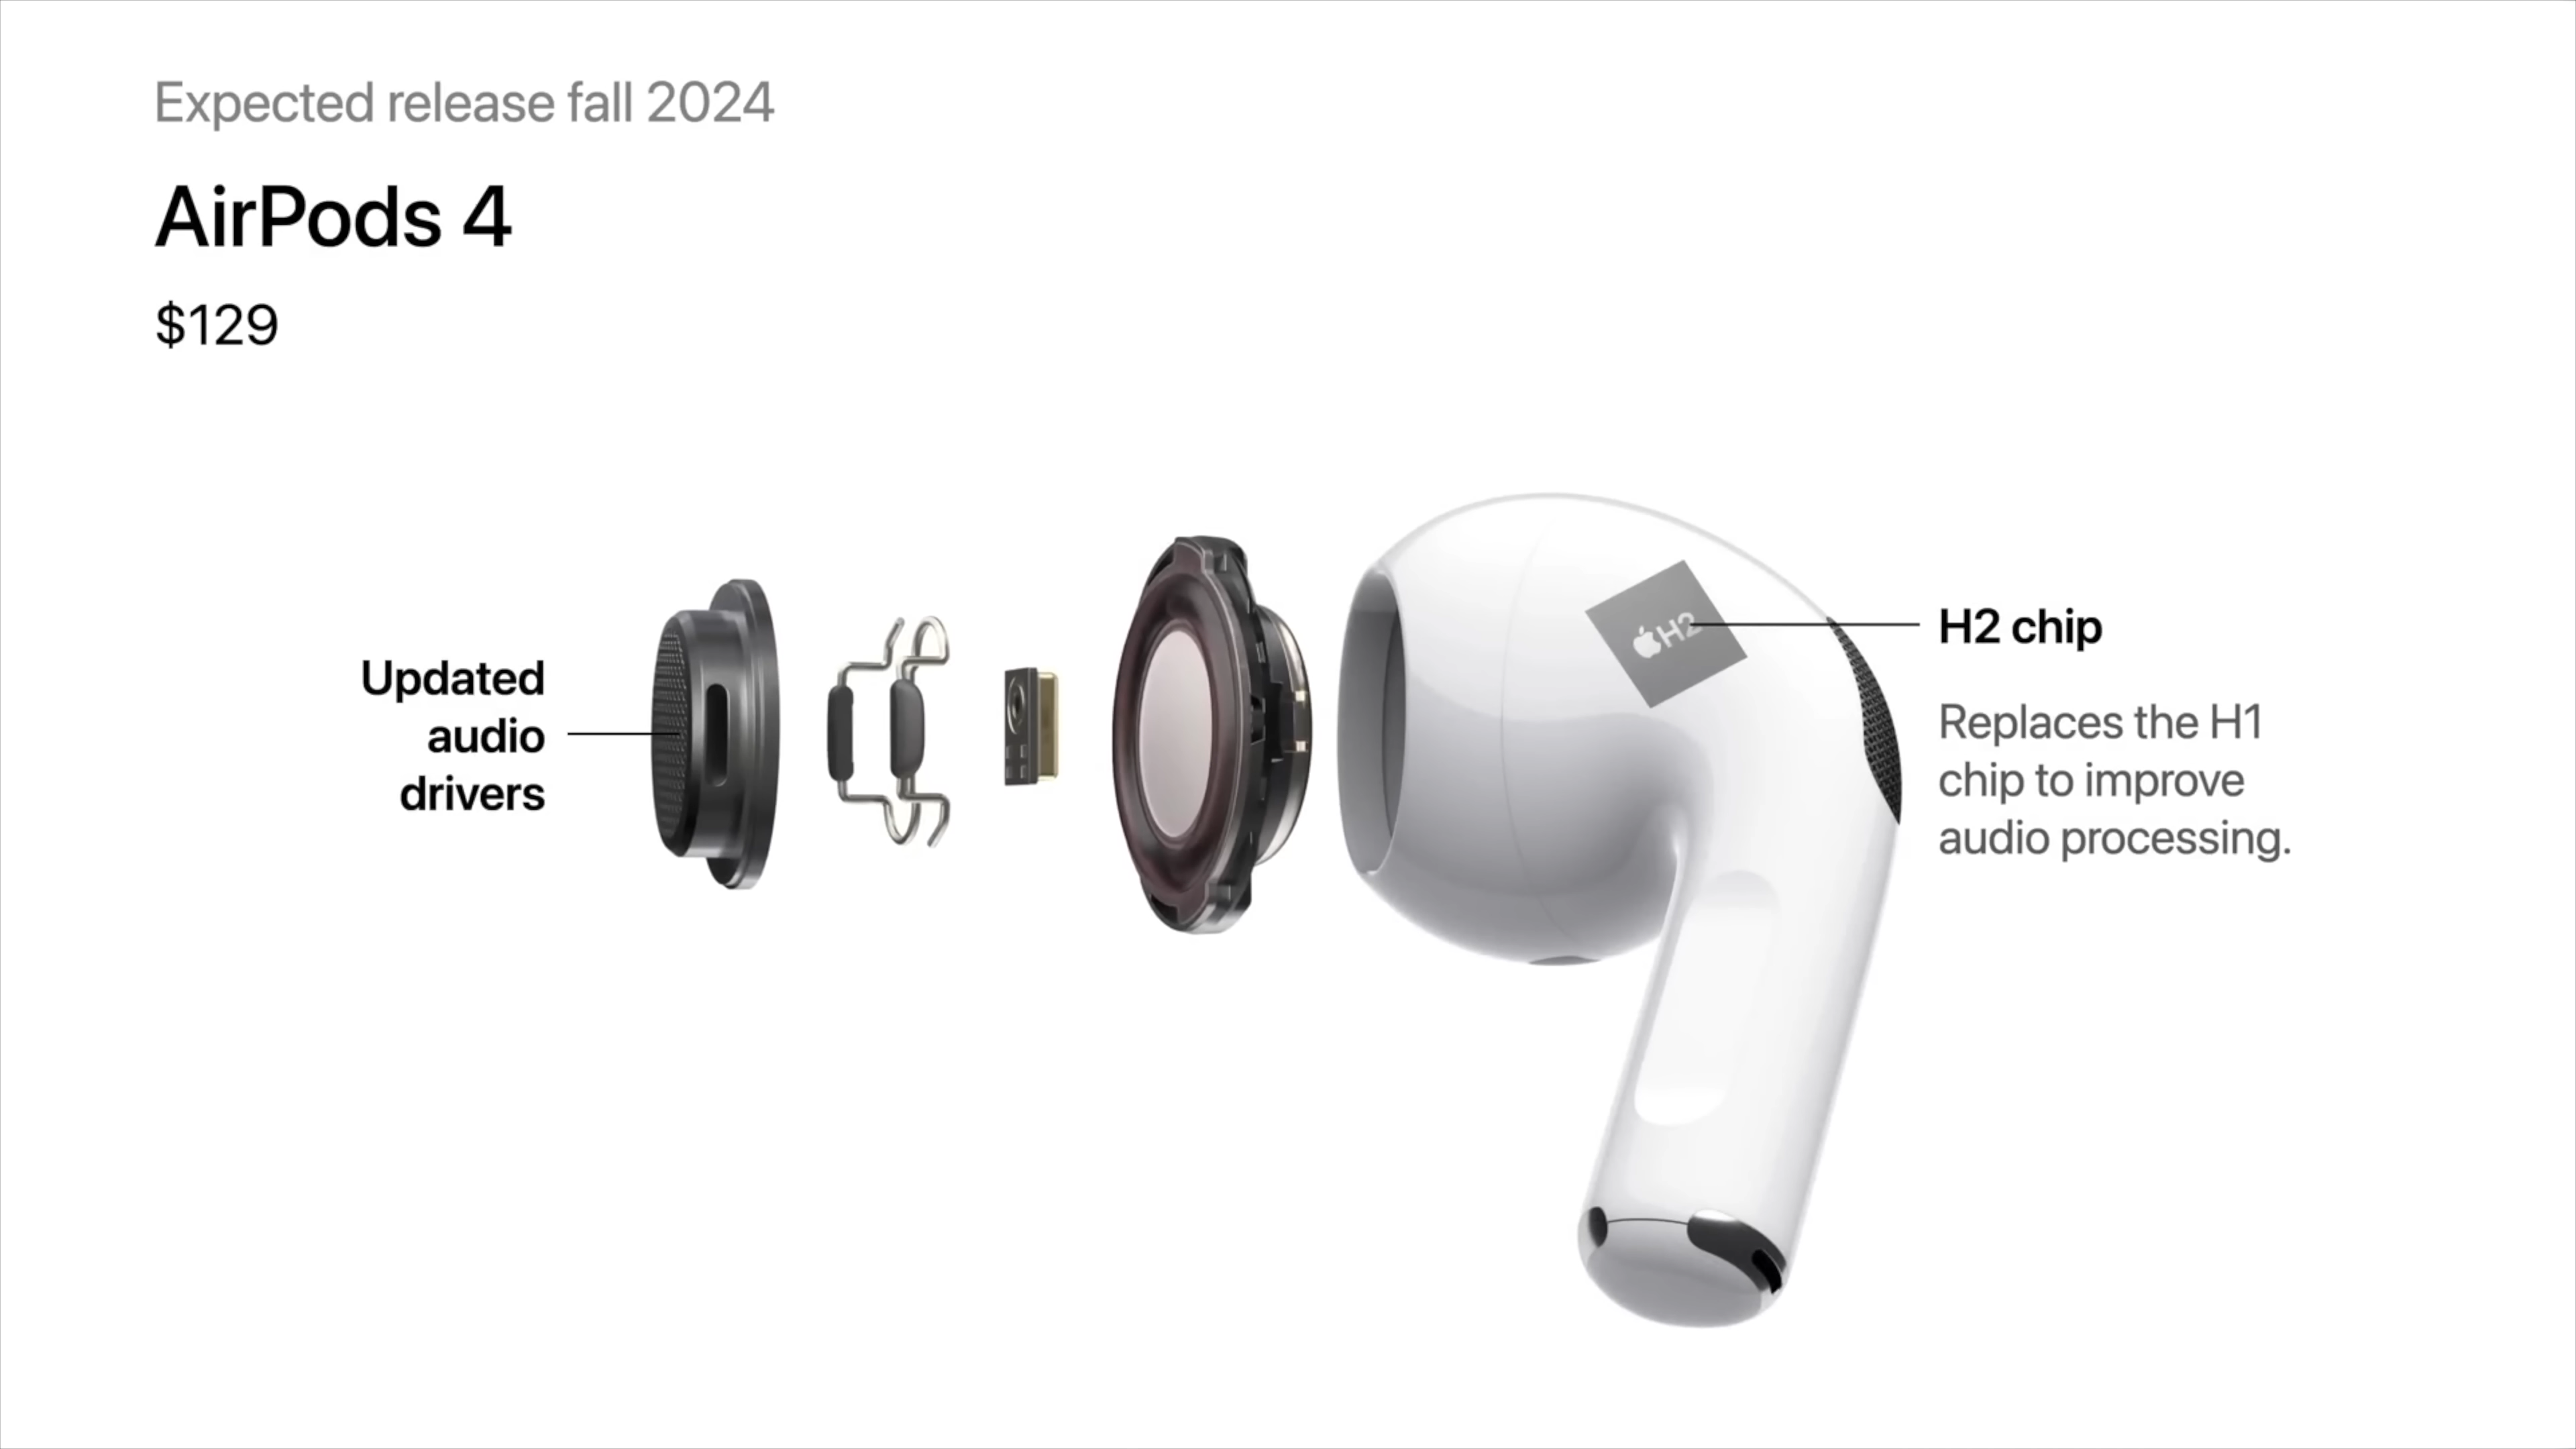 Expected release fall 2024
AirPods 4
$129
Updated
audio
drivers
H2
H2 chip
Replaces the H1
chip to improve
audio processing.